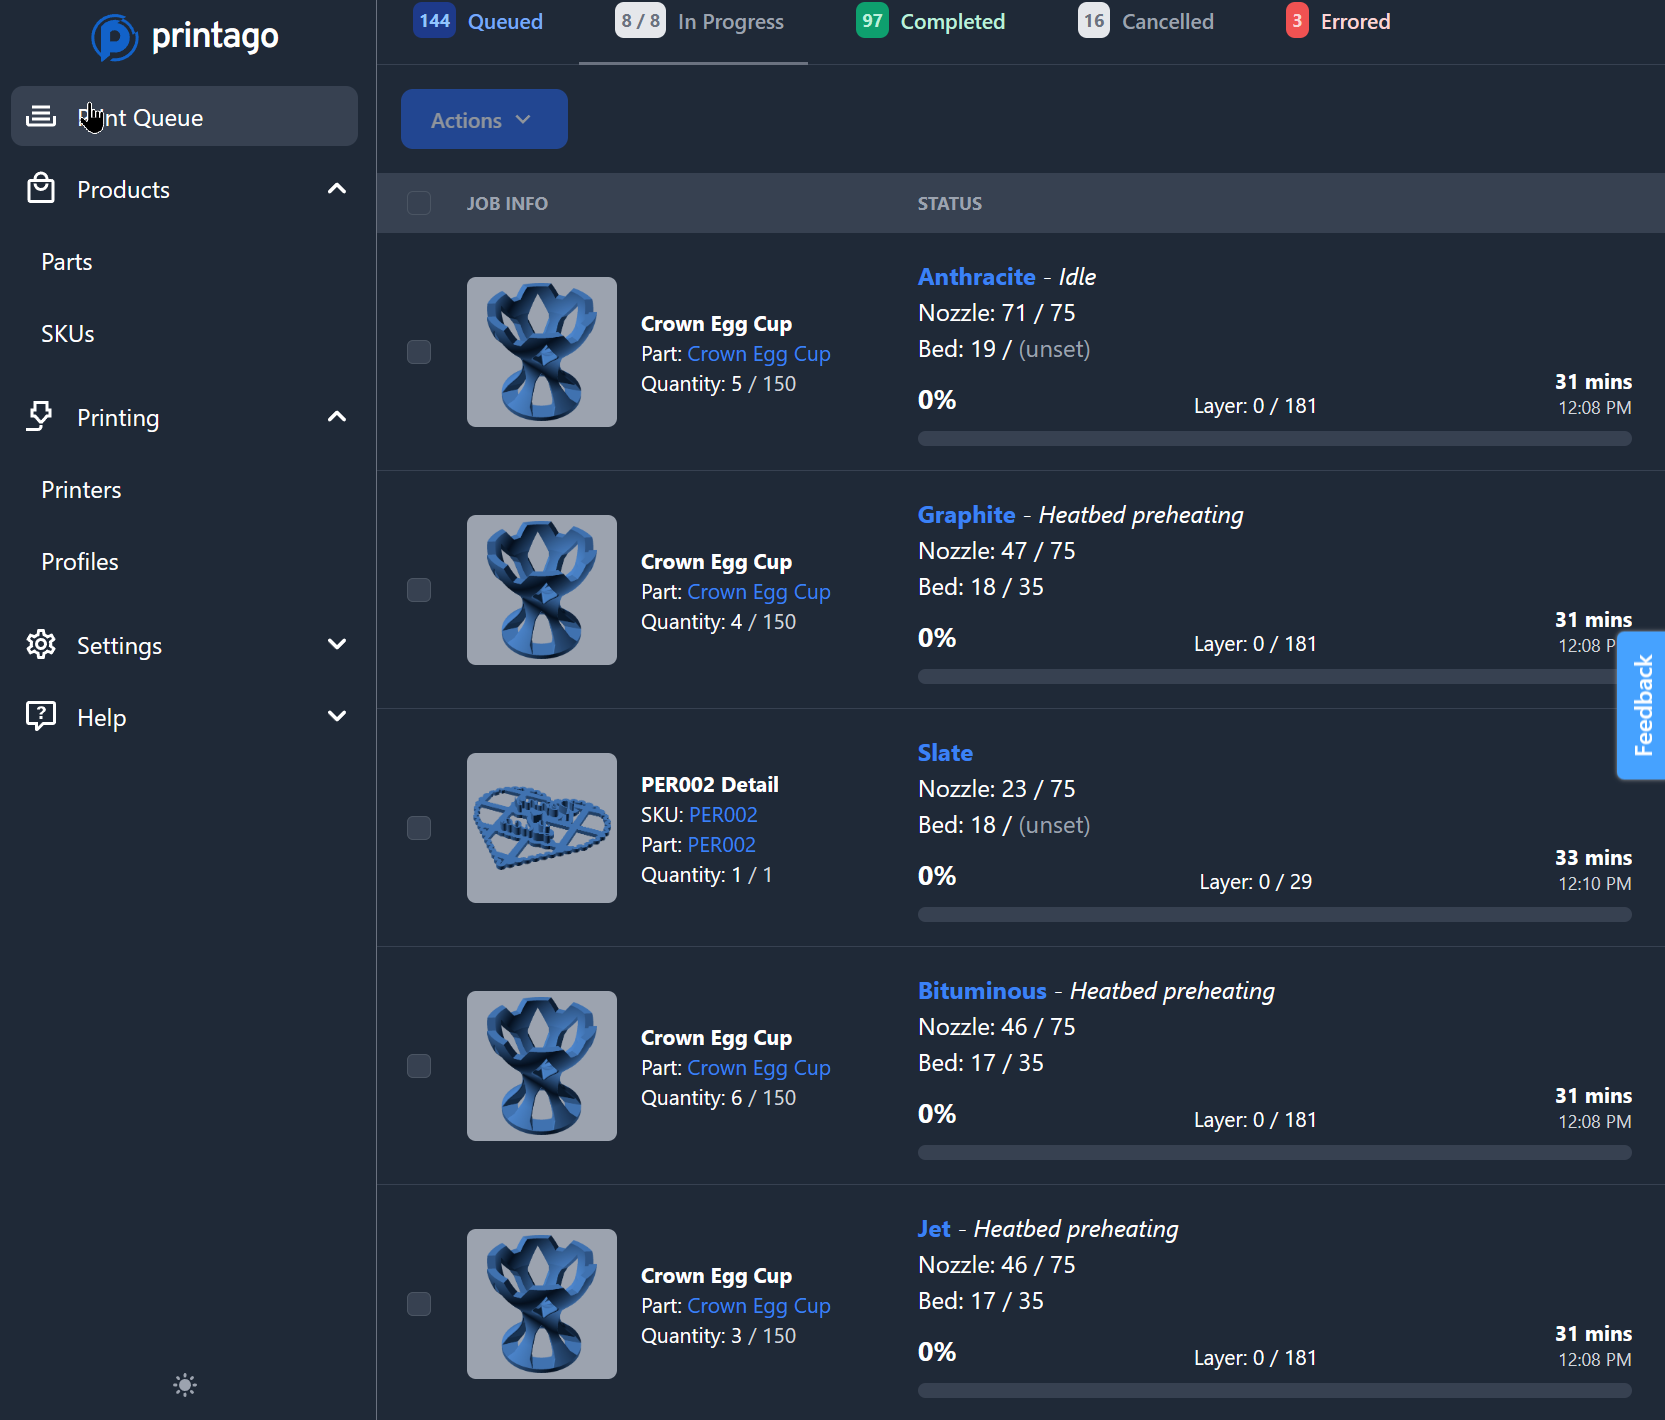 printago
Print Queue
Products
Parts
SKUs
Printing
Printers
Profiles
Settings
Help
144 Queued
8 / 8 In Progress
97 Completed
16 Cancelled
3 Errored
Actions
JOB INFO STATUS
Crown Egg Cup
Part: Crown Egg Cup
Quantity: 5 / 150
Anthracite - Idle
Nozzle: 71 / 75
Bed: 19 / (unset)
0% Layer: 0 / 181 31 mins
12:08 PM
Crown Egg Cup
Part: Crown Egg Cup
Quantity: 4 / 150
Graphite - Heatbed preheating
Nozzle: 47 / 75
Bed: 18 / 35
0% Layer: 0 / 181 31 mins
12:08 P
Feedback
PER002 Detail
SKU: PER002
Part: PER002
Quantity: 1 / 1
Slate
Nozzle: 23 / 75
Bed: 18 / (unset)
0% Layer: 0 / 29 33 mins
12:10 PM
Crown Egg Cup
Part: Crown Egg Cup
Quantity: 6 / 150
Bituminous - Heatbed preheating
Nozzle: 46 / 75
Bed: 17 / 35
0% Layer: 0 / 181 31 mins
12:08 PM
Crown Egg Cup
Part: Crown Egg Cup
Quantity: 3 / 150
Jet - Heatbed preheating
Nozzle: 46 / 75
Bed: 17 / 35
0% Layer: 0 / 181 31 mins
12:08 PM